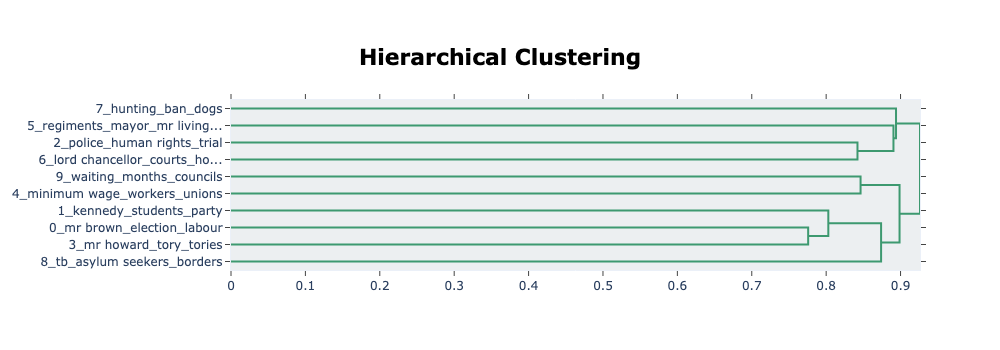 Hierarchical Clustering
7_hunting_ban_dogs
5_regiments_mayor_mr living...
2_police_human rights_trial
6_lord chancellor_courts_ho...
9_waiting_months_councils
4_minimum wage_workers_unions
1_kennedy_students_party
0_mr brown_election_labour
3_mr howard_tory_tories
8_tb_asylum seekers_borders
0 0.1 0.2 0.3 0.4 0.5 0.6 0.7 0.8 0.9